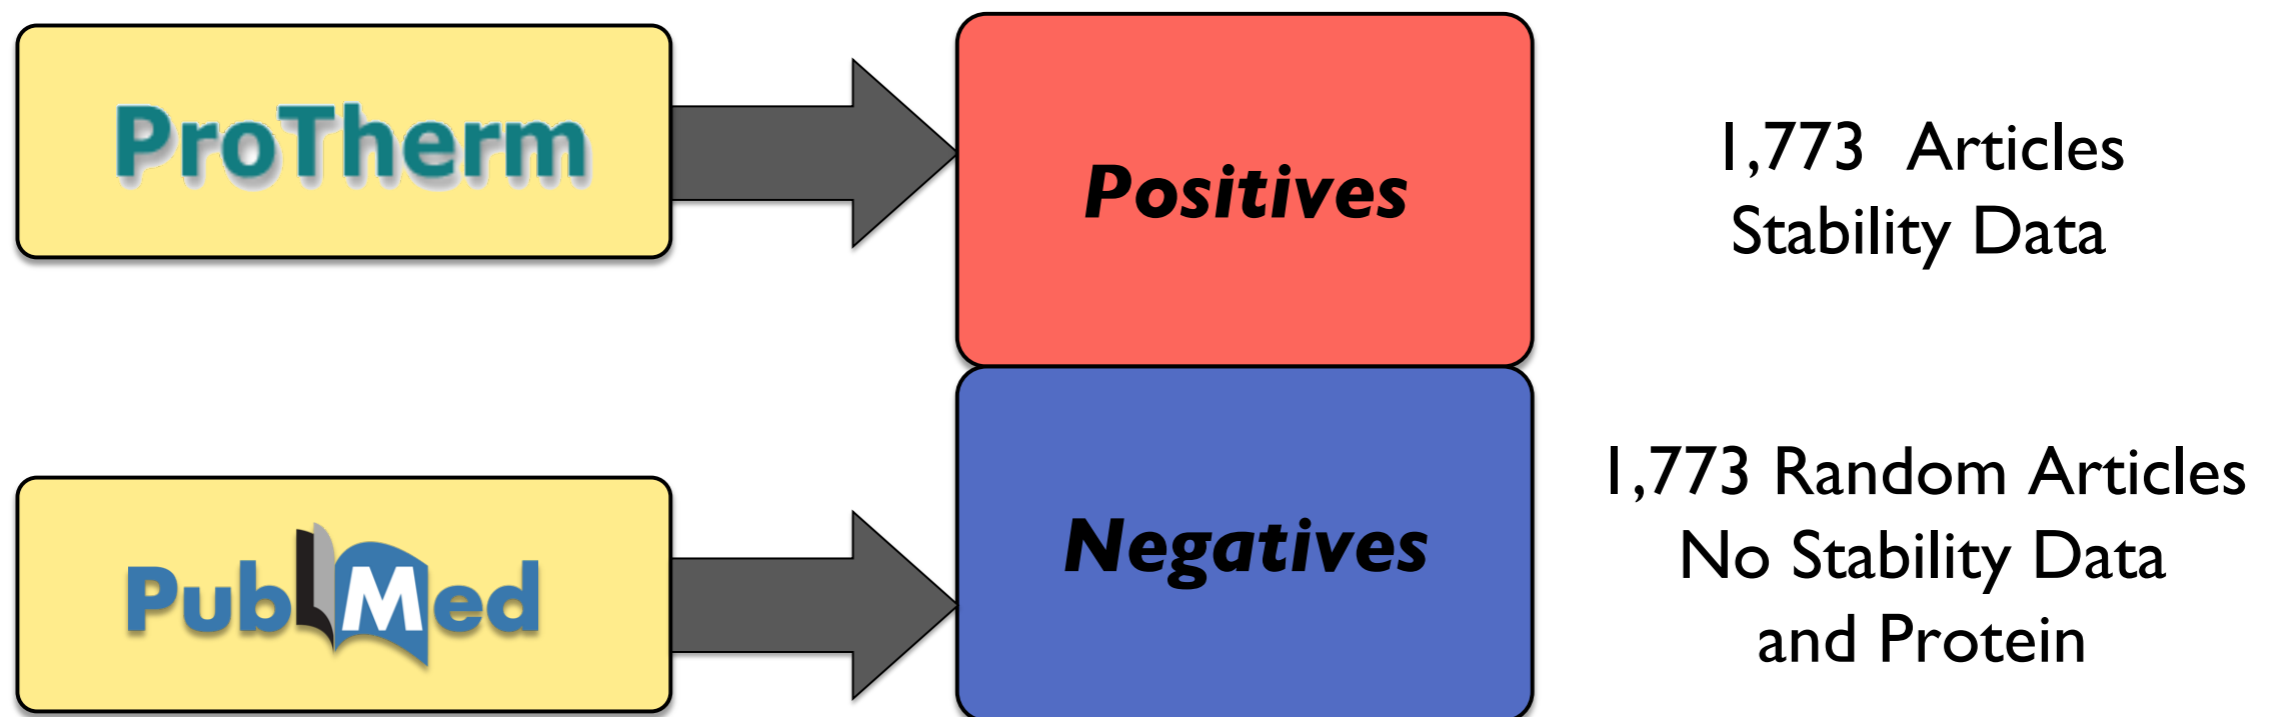 ProTherm
Positives
1,773 Articles
Stability Data
PubMed
Negatives
1,773 Random Articles
No Stability Data
and Protein